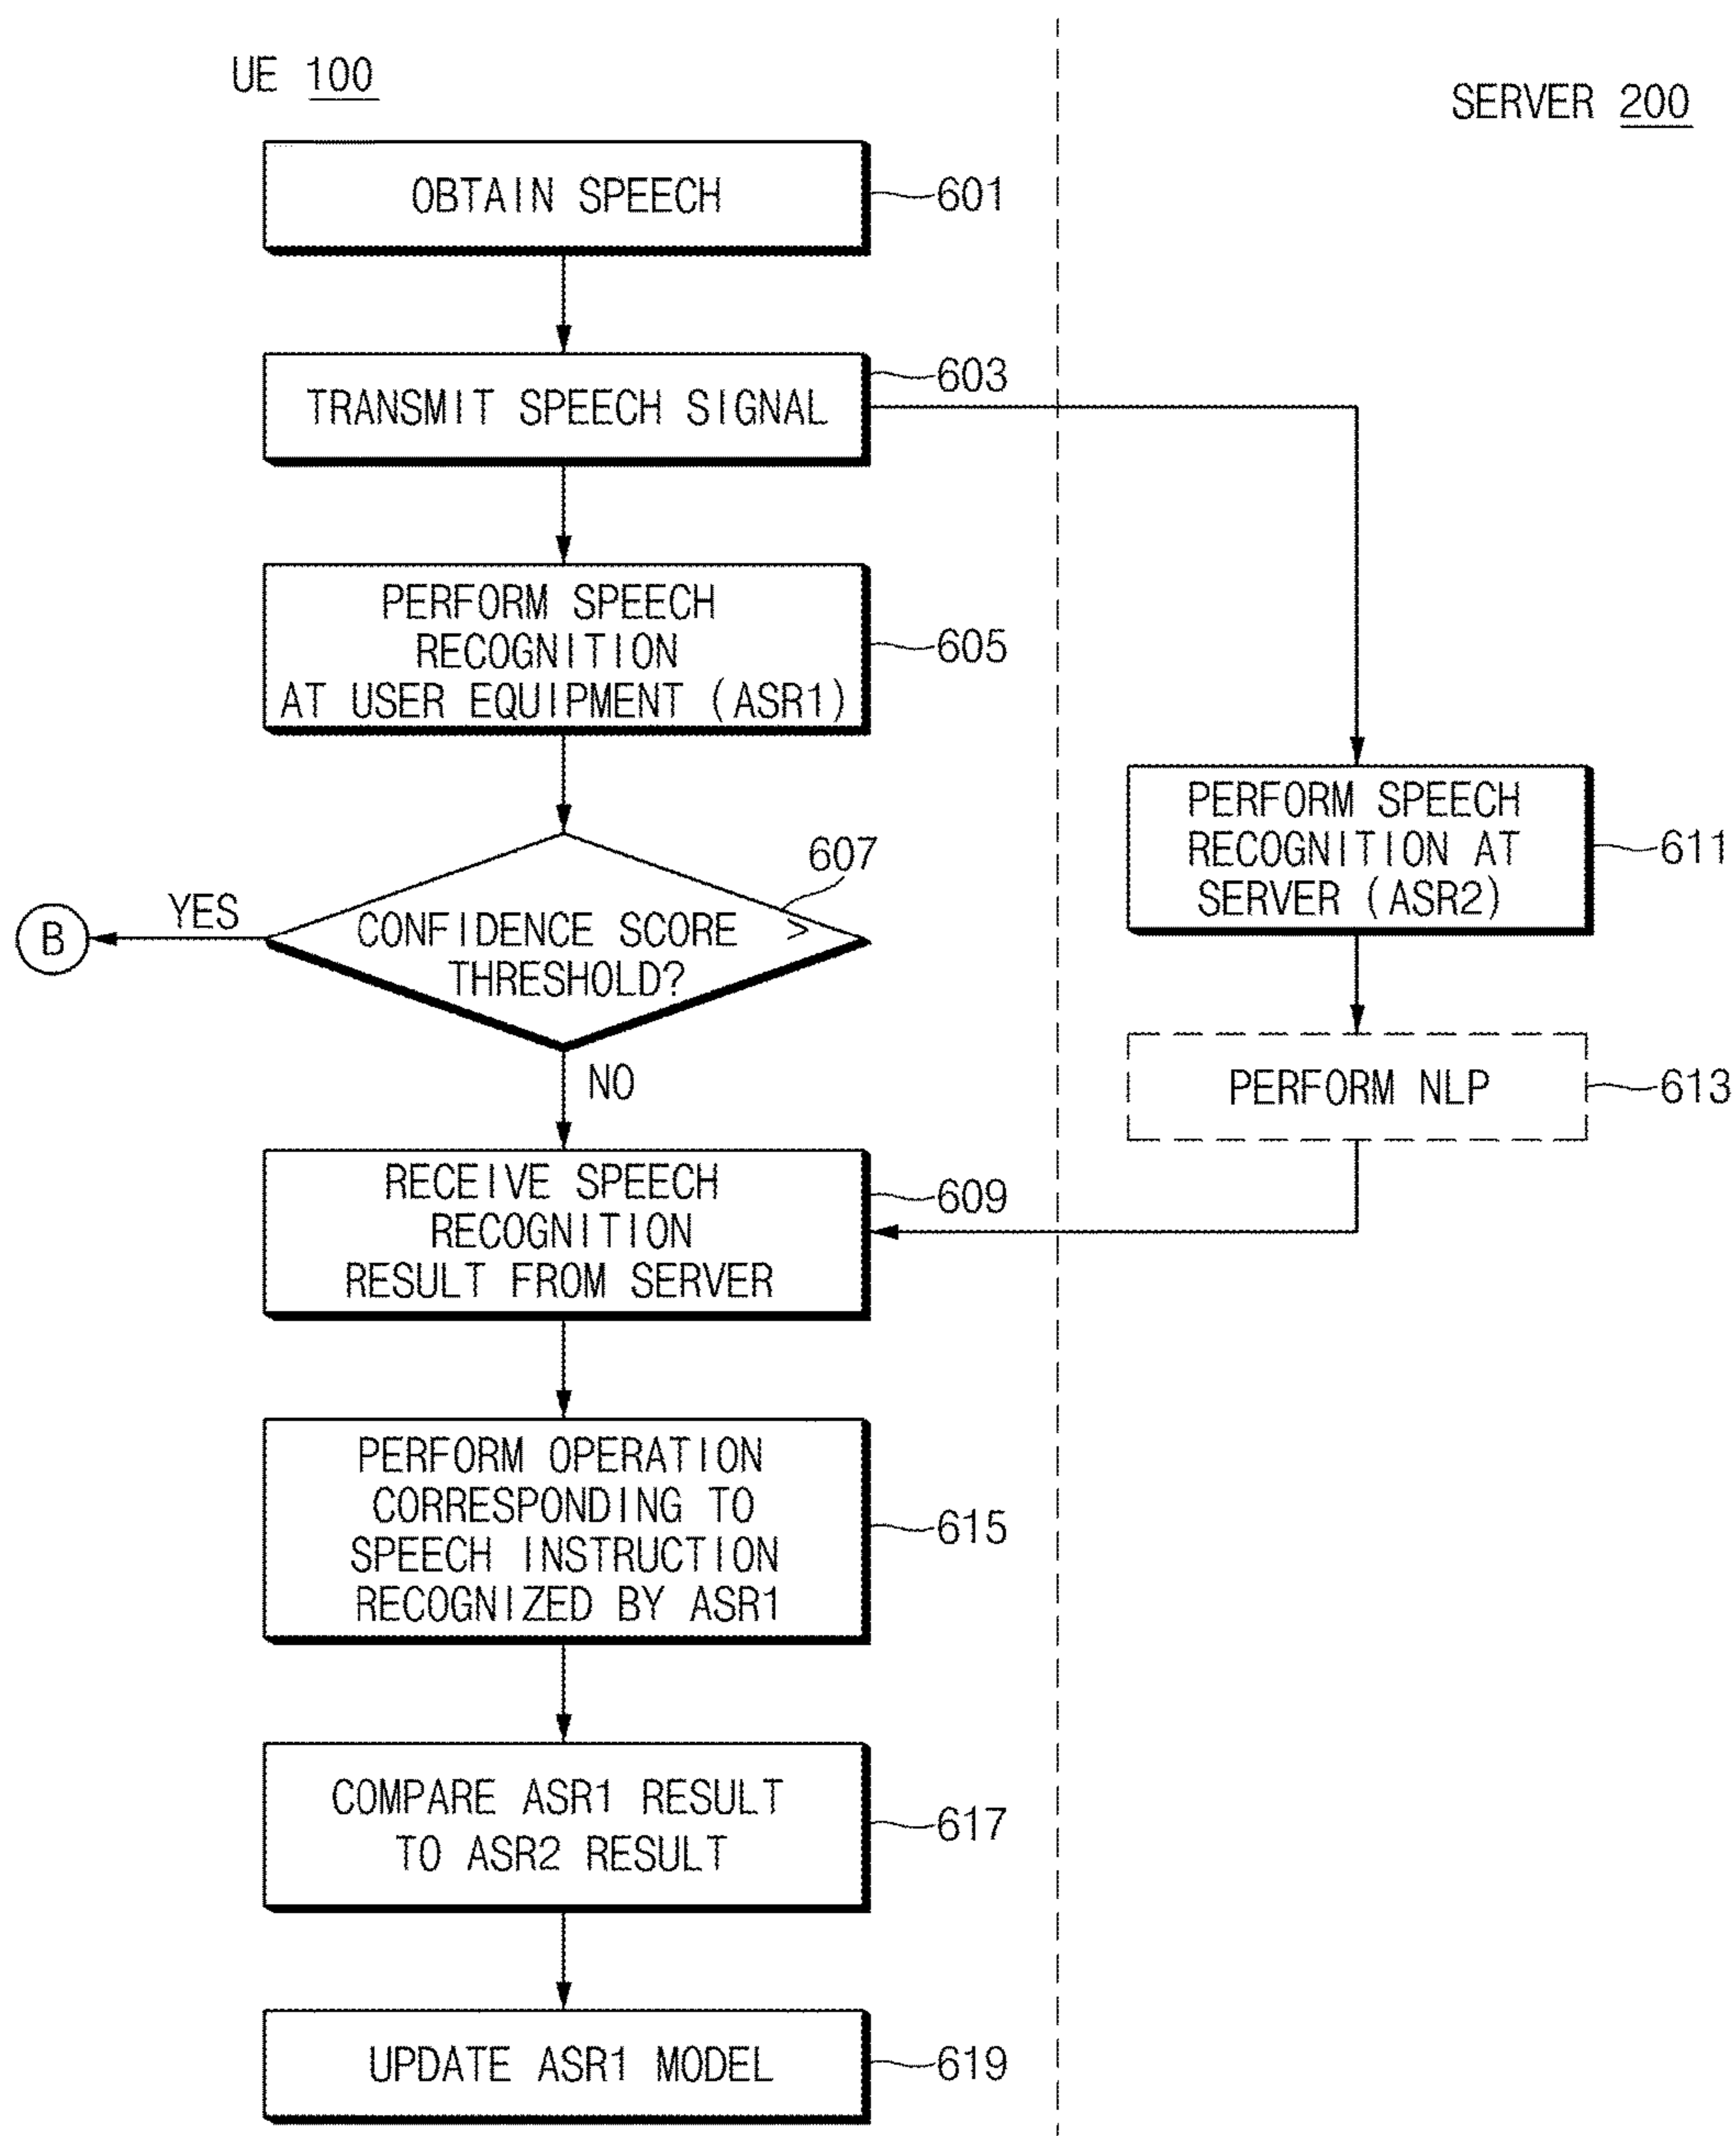 UE 100
SERVER 200
OBTAIN SPEECH
601
TRANSMIT SPEECH SIGNAL
603
PERFORM SPEECH
RECOGNITION
AT USER EQUIPMENT (ASR1)
605
607
CONFIDENCE SCORE >
THRESHOLD?
YES
B
NO
PERFORM SPEECH
RECOGNITION AT
SERVER (ASR2)
611
PERFORM NLP
613
RECEIVE SPEECH
RECOGNITION
RESULT FROM SERVER
609
PERFORM OPERATION
CORRESPONDING TO
SPEECH INSTRUCTION
RECOGNIZED BY ASR1
615
COMPARE ASR1 RESULT
TO ASR2 RESULT
617
UPDATE ASR1 MODEL
619